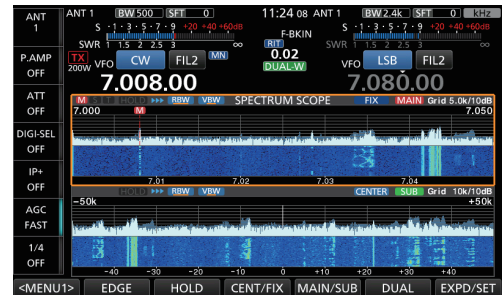 ANT 1 ANT 1 BW 500 SFT 0 11:24 08 ANT 1 BW 2.4k SFT 0 kHz
S 1 3 5 7 9 +20 +40 +60dB F-BKIN S 1 3 5 7 9 +20 +40 +60dB
SWR 1 1.5 2 2.5 3 ∞ RIT SWR 1 1.5 2 2.5 3 ∞
P.AMP OFF TX 200W VFO CW FIL2 MN 0.02 DUAL-W VFO LSB FIL2
7.008.00 7.080.00
ATT OFF M HOLD RBW VBW SPECTRUM SCOPE FIX MAIN Grid 5.0k/10dB
7.000 M 7.050
DIGI-SEL OFF
IP+ OFF 7.01 7.02 7.03 7.04
HOLD RBW VBW CENTER SUB Grid 10k/10dB
AGC FAST -50k +50k
1/4 OFF
-40 -30 -20 -10 0 +10 +20 +30 +40
<MENU1> EDGE HOLD CENT/FIX MAIN/SUB DUAL EXPD/SET